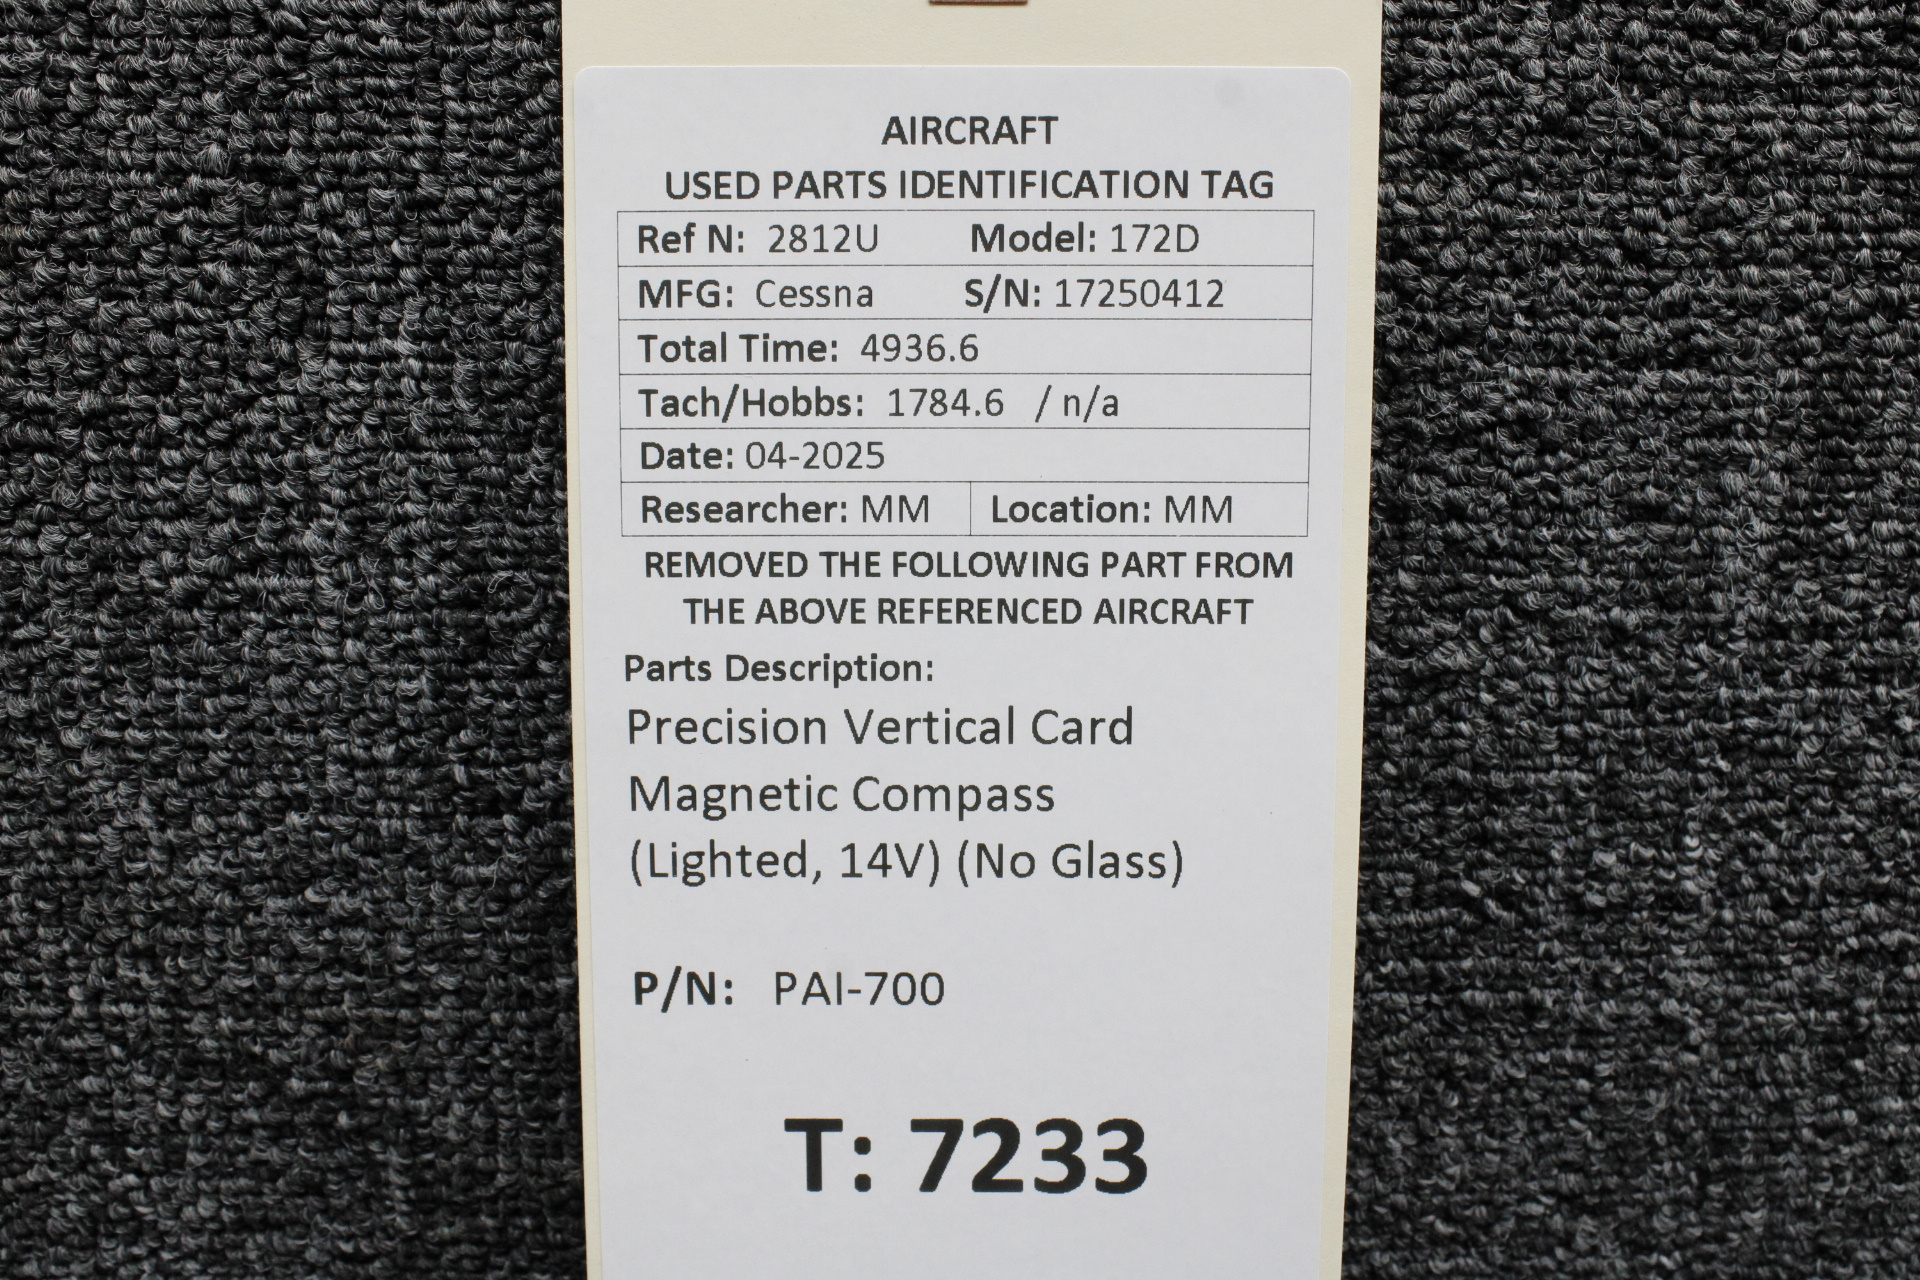 AIRCRAFT
USED PARTS IDENTIFICATION TAG
Ref N: 2812U Model: 172D
MFG: Cessna S/N: 17250412
Total Time: 4936.6
Tach/Hobbs: 1784.6 / n/a
Date: 04-2025
Researcher: MM Location: MM
REMOVED THE FOLLOWING PART FROM
THE ABOVE REFERENCED AIRCRAFT
Parts Description:
Precision Vertical Card
Magnetic Compass
(Lighted, 14V) (No Glass)
P/N: PAI-700
T: 7233